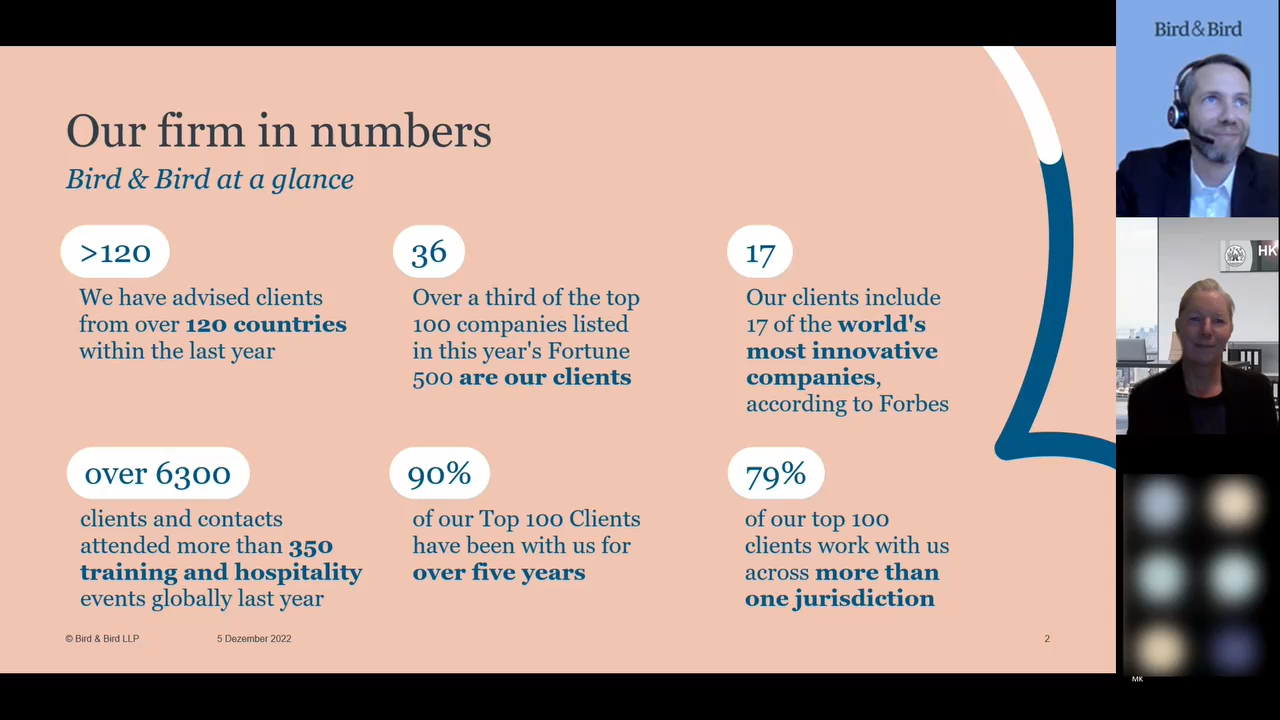 Our firm in numbers
Bird & Bird at a glance
>120
We have advised clients
from over 120 countries
within the last year
36
Over a third of the top
100 companies listed
in this year's Fortune
500 are our clients
17
Our clients include
17 of the world's
most innovative
companies,
according to Forbes
over 6300
clients and contacts
attended more than 350
training and hospitality
events globally last year
90%
of our Top 100 Clients
have been with us for
over five years
79%
of our top 100
clients work with us
across more than
one jurisdiction
© Bird & Bird LLP
5 Dezember 2022
2
Bird&Bird
HK
MK